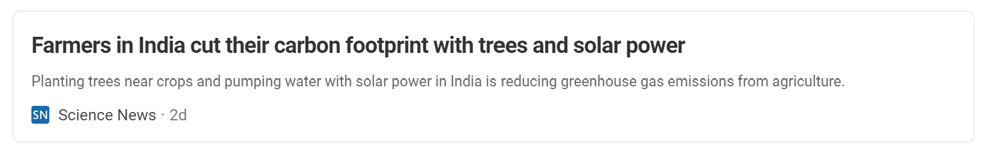 Farmers in India cut their carbon footprint with trees and solar power
Planting trees near crops and pumping water with solar power in India is reducing greenhouse gas emissions from agriculture.
SN Science News · 2d